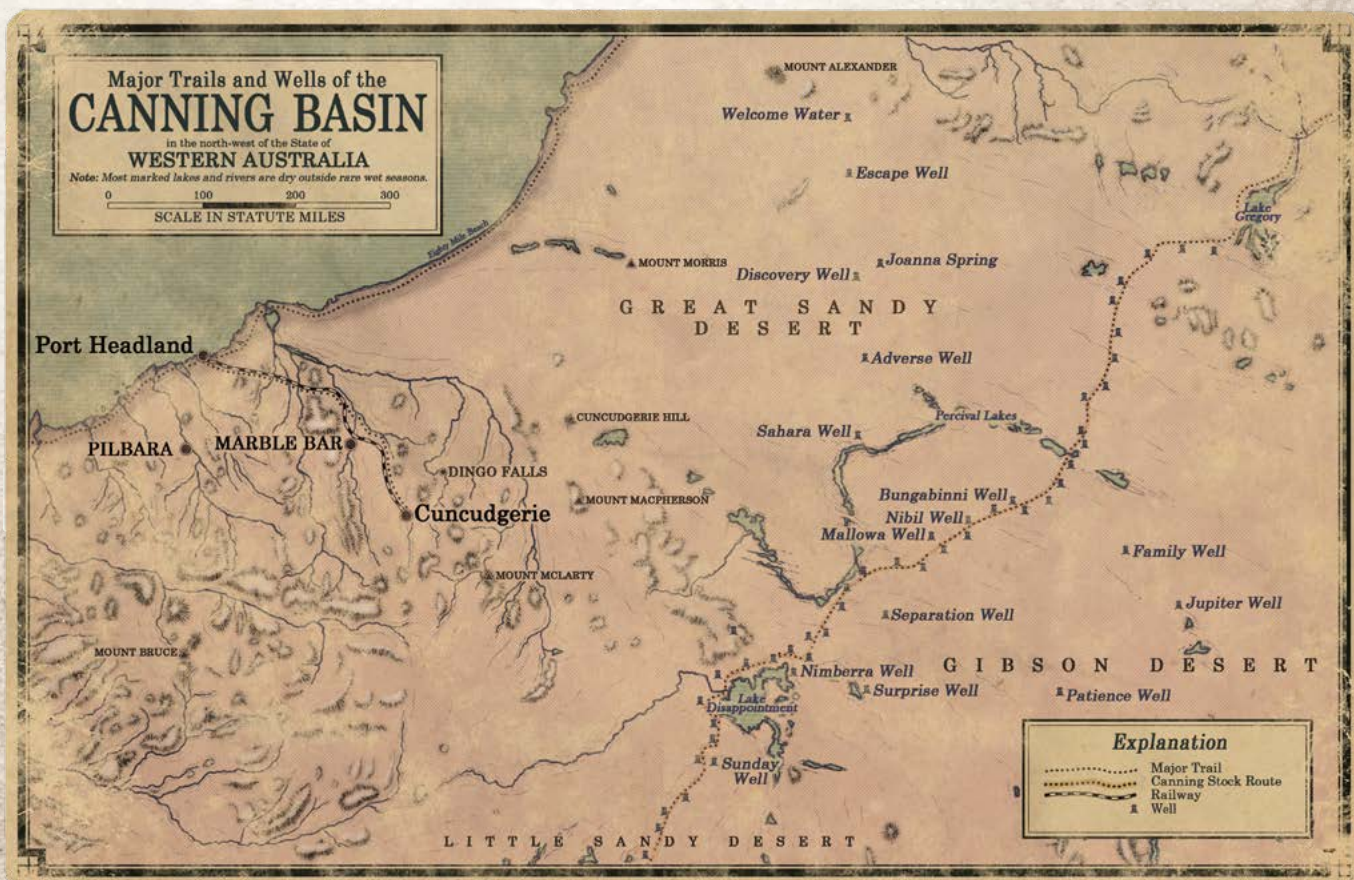 Major Trails and Wells of the
CANNING BASIN
in the north-west of the State of
WESTERN AUSTRALIA
Note: Most marked lakes and rivers are dry outside rare wet seasons.
0 100 200 300
SCALE IN STATUTE MILES
MOUNT ALEXANDER
Welcome Water
Escape Well
Lake
Gregory
Eighty Mile Beach
MOUNT MORRIS
Joanna Spring
Discovery Well
GREAT SANDY
DESERT
Port Headland
Adverse Well
CUNCUDGERIE HILL
Percival Lakes
Sahara Well
PILBARA
MARBLE BAR
DINGO FALLS
MOUNT MACPHERSON
Bungabinni Well
Cuncudgerie
Nibil Well
Mallowa Well
Family Well
MOUNT MCLARTY
Jupiter Well
Separation Well
MOUNT BRUCE
GIBSON DESERT
Nimberra Well
Surprise Well
Patience Well
Lake
Disappointment
Sunday
Well
LITTLE SANDY DESERT
Explanation
Major Trail
Canning Stock Route
Railway
Well